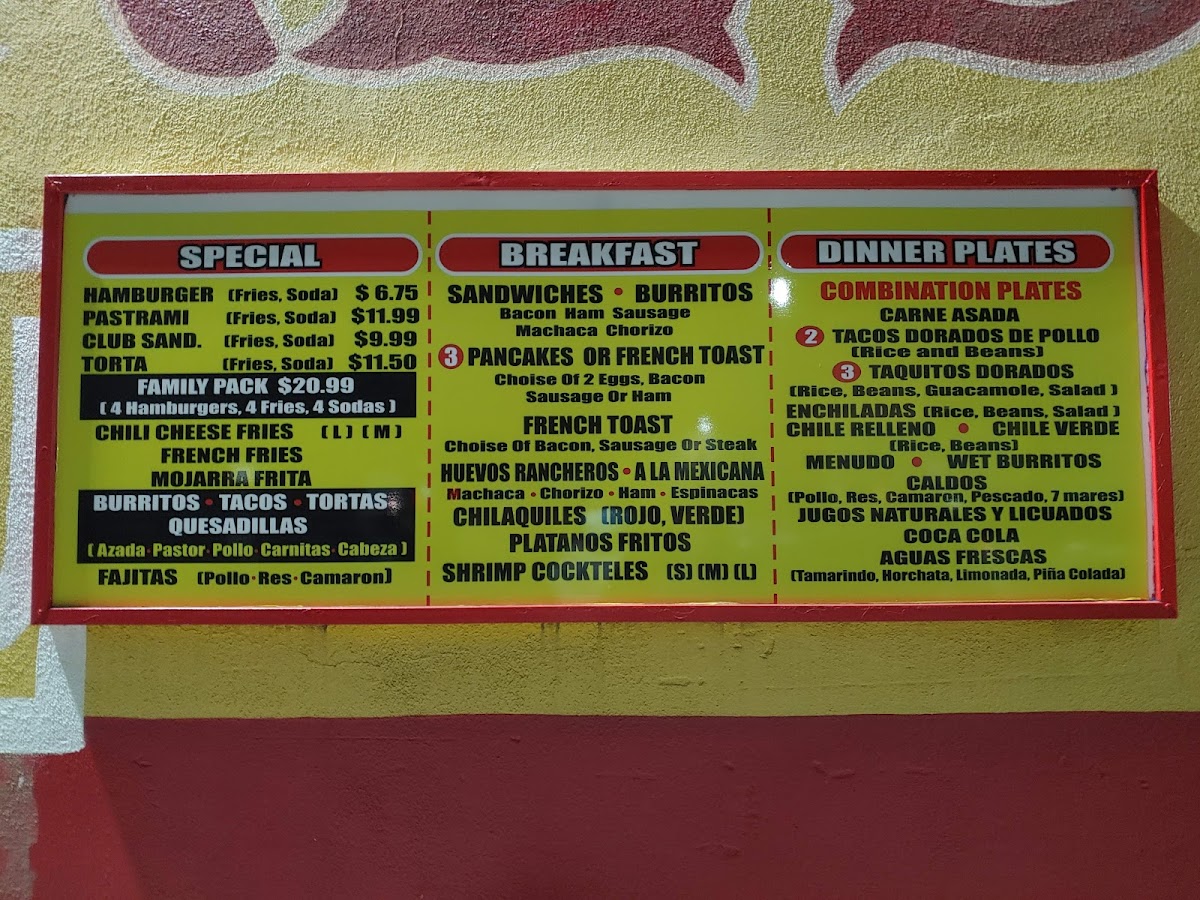 SPECIAL
HAMBURGER (Fries, Soda) $ 6.75
PASTRAMI (Fries, Soda) $11.99
CLUB SAND. (Fries, Soda) $9.99
TORTA (Fries, Soda) $11.50
FAMILY PACK $20.99
( 4 Hamburgers, 4 Fries, 4 Sodas )
CHILI CHEESE FRIES ( L ) ( M )
FRENCH FRIES
MOJARRA FRITA
BURRITOS • TACOS • TORTAS
QUESADILLAS
( Azada• Pastor• Pollo• Carnitas• Cabeza )
FAJITAS (Pollo • Res • Camaron)
BREAKFAST
SANDWICHES • BURRITOS
Bacon Ham Sausage
Machaca Chorizo
3 PANCAKES OR FRENCH TOAST
Choise Of 2 Eggs, Bacon
Sausage Or Ham
FRENCH TOAST
Choise Of Bacon, Sausage Or Steak
HUEVOS RANCHEROS • A LA MEXICANA
Machaca • Chorizo • Ham • Espinacas
CHILAQUILES (ROJO, VERDE)
PLATANOS FRITOS
SHRIMP COCKTELES (S) (M) (L)
DINNER PLATES
COMBINATION PLATES
CARNE ASADA
2 TACOS DORADOS DE POLLO
(Rice and Beans)
3 TAQUITOS DORADOS
(Rice, Beans, Guacamole, Salad )
ENCHILADAS (Rice, Beans, Salad )
CHILE RELLENO • CHILE VERDE
(Rice, Beans)
MENUDO • WET BURRITOS
CALDOS
(Pollo, Res, Camaron, Pescado, 7 mares)
JUGOS NATURALES Y LICUADOS
COCA COLA
AGUAS FRESCAS
(Tamarindo, Horchata, Limonada, Piña Colada)